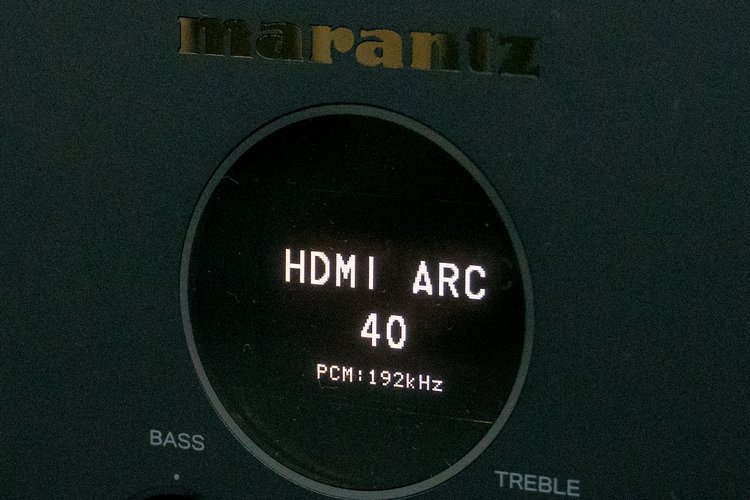 marantz
HDMI ARC
40
PCM:192kHz
BASS
TREBLE